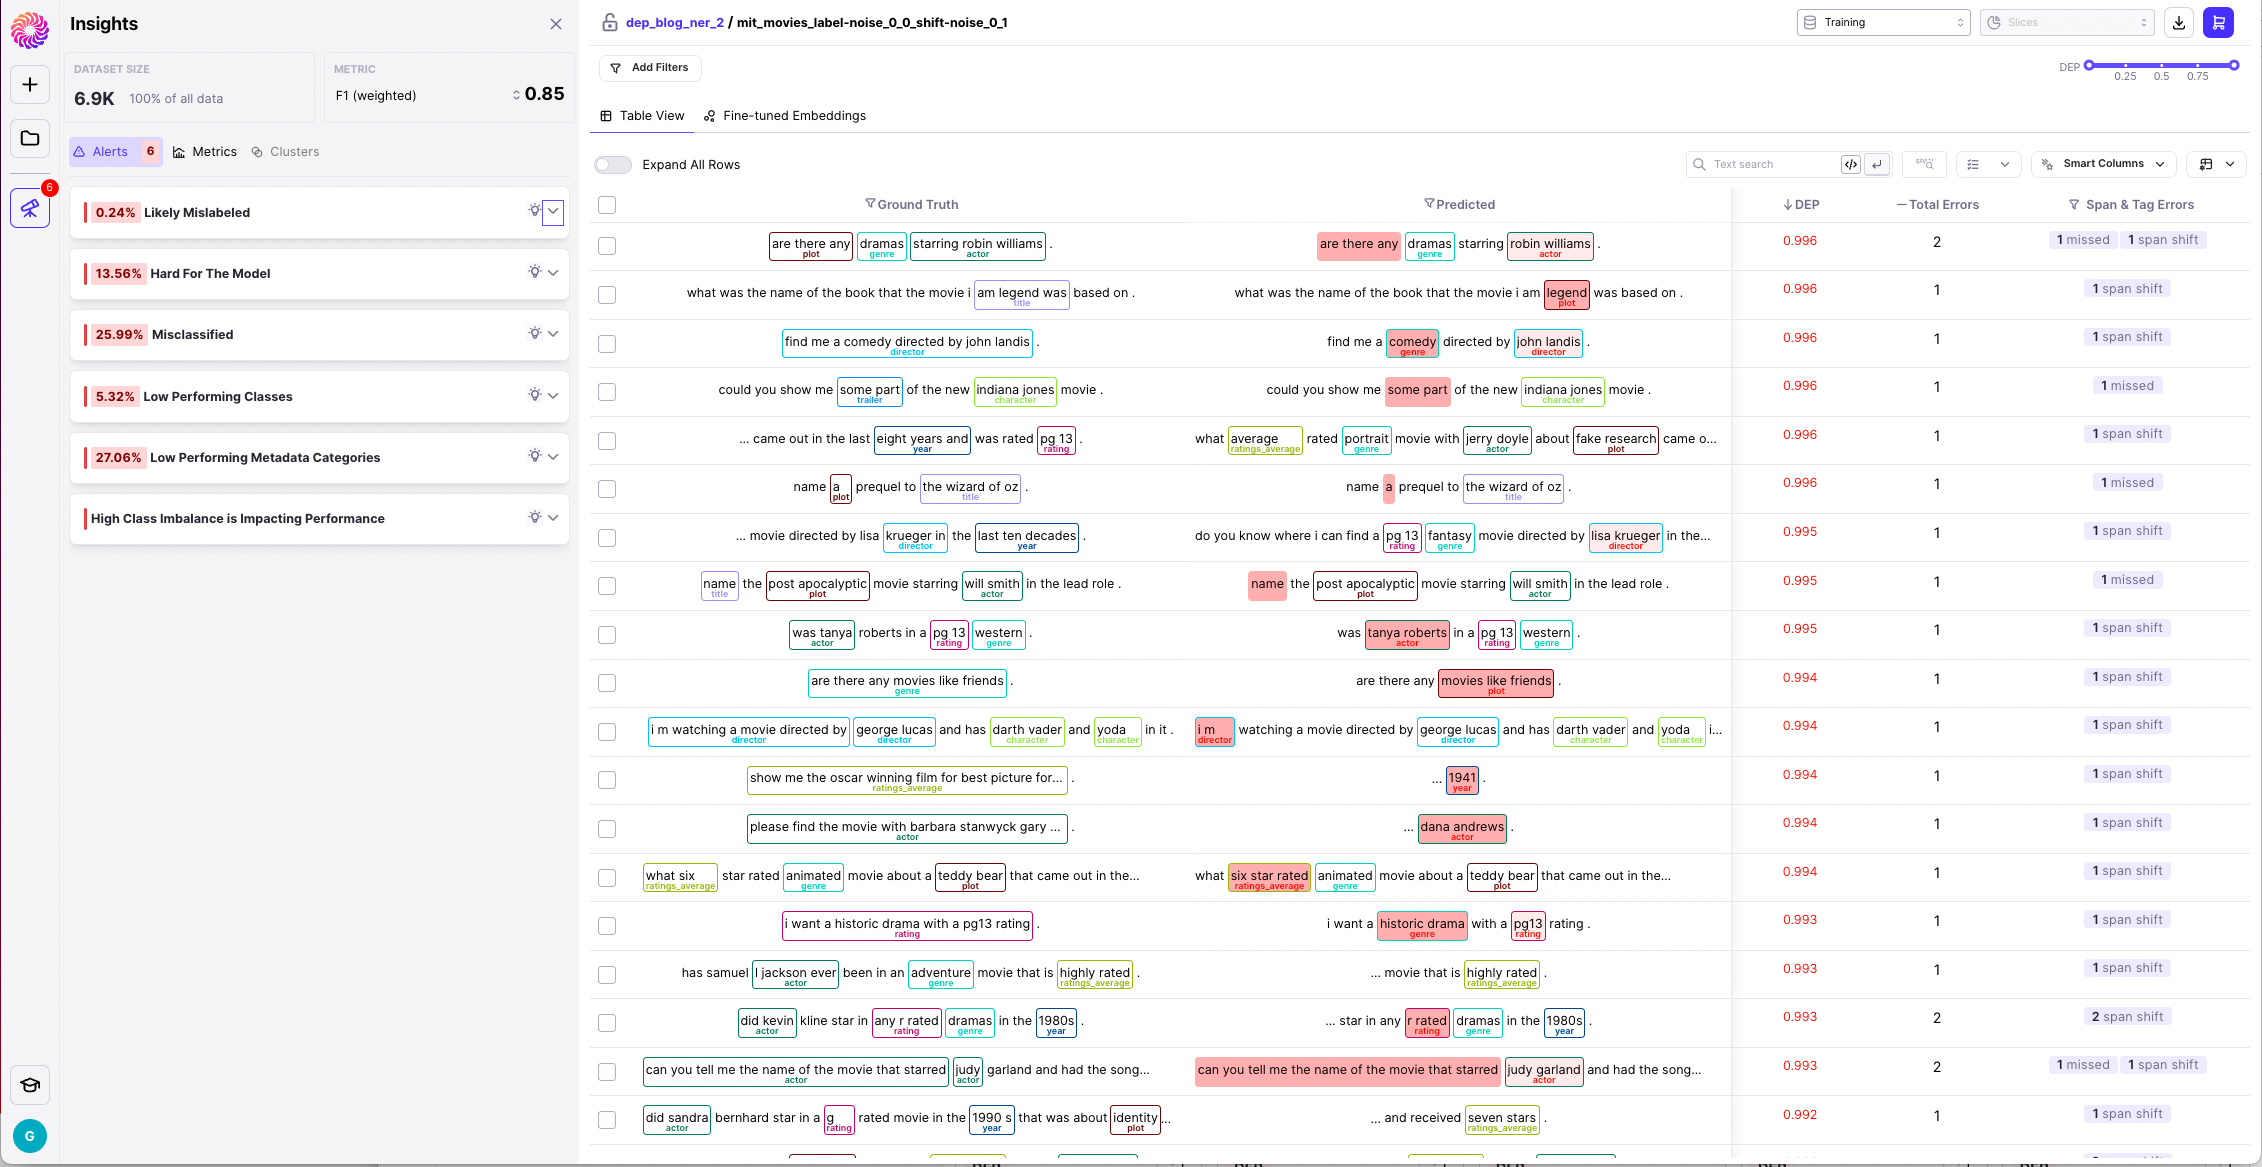 Insights
DATASET SIZE
6.9K 100% of all data
METRIC
F1 (weighted) 0.85
Alerts 6 Metrics Clusters
6
0.24% Likely Mislabeled
13.56% Hard For The Model
25.99% Misclassified
5.32% Low Performing Classes
27.06% Low Performing Metadata Categories
High Class Imbalance is Impacting Performance
G
dep_blog_ner_2 / mit_movies_label-noise_0_0_shift-noise_0_1
Training
Slices
Add Filters
DEP
0.25 0.5 0.75
Table View Fine-tuned Embeddings
Expand All Rows
Text search
Smart Columns
Ground Truth Predicted DEP Total Errors Span & Tag Errors
are there any dramas starring robin williams . are there any dramas starring robin williams . 0.996 2 1 missed 1 span shift
plot genre actor genre actor
what was the name of the book that the movie i am legend was based on . what was the name of the book that the movie i am legend was based on . 0.996 1 1 span shift
title plot
find me a comedy directed by john landis . find me a comedy directed by john landis . 0.996 1 1 span shift
director genre director
could you show me some part of the new indiana jones movie . could you show me some part of the new indiana jones movie . 0.996 1 1 missed
trailer character character
... came out in the last eight years and was rated pg 13 . what average rated portrait movie with jerry doyle about fake research came o... 0.996 1 1 span shift
year rating ratings_average genre actor plot
name a prequel to the wizard of oz . name a prequel to the wizard of oz . 0.996 1 1 missed
plot title title
... movie directed by lisa krueger in the last ten decades . do you know where i can find a pg 13 fantasy movie directed by lisa krueger in the... 0.995 1 1 span shift
director year rating genre director
name the post apocalyptic movie starring will smith in the lead role . name the post apocalyptic movie starring will smith in the lead role . 0.995 1 1 missed
title plot actor plot actor
was tanya roberts in a pg 13 western . was tanya roberts in a pg 13 western . 0.995 1 1 span shift
actor rating genre actor rating genre
are there any movies like friends . are there any movies like friends . 0.994 1 1 span shift
genre plot
i m watching a movie directed by george lucas and has darth vader and yoda in it . i m watching a movie directed by george lucas and has darth vader and yoda i... 0.994 1 1 span shift
director director character character director director character character
show me the oscar winning film for best picture for... . ... 1941 . 0.994 1 1 span shift
ratings_average year
please find the movie with barbara stanwyck gary ... . ... dana andrews . 0.994 1 1 span shift
actor actor
what six star rated animated movie about a teddy bear that came out in the... what six star rated animated movie about a teddy bear that came out in the... 0.994 1 1 span shift
ratings_average genre plot ratings_average genre plot
i want a historic drama with a pg13 rating . i want a historic drama with a pg13 rating . 0.993 1 1 span shift
rating genre rating
has samuel l jackson ever been in an adventure movie that is highly rated . ... movie that is highly rated . 0.993 1 1 span shift
actor genre ratings_average ratings_average
did kevin kline star in any r rated dramas in the 1980s . ... star in any r rated dramas in the 1980s . 0.993 2 2 span shift
actor rating genre year rating genre year
can you tell me the name of the movie that starred judy garland and had the song... can you tell me the name of the movie that starred judy garland and had the song... 0.993 2 1 missed 1 span shift
actor actor actor
did sandra bernhard star in a g rated movie in the 1990 s that was about identity... ... and received seven stars . 0.992 1 1 span shift
actor rating year plot ratings_average